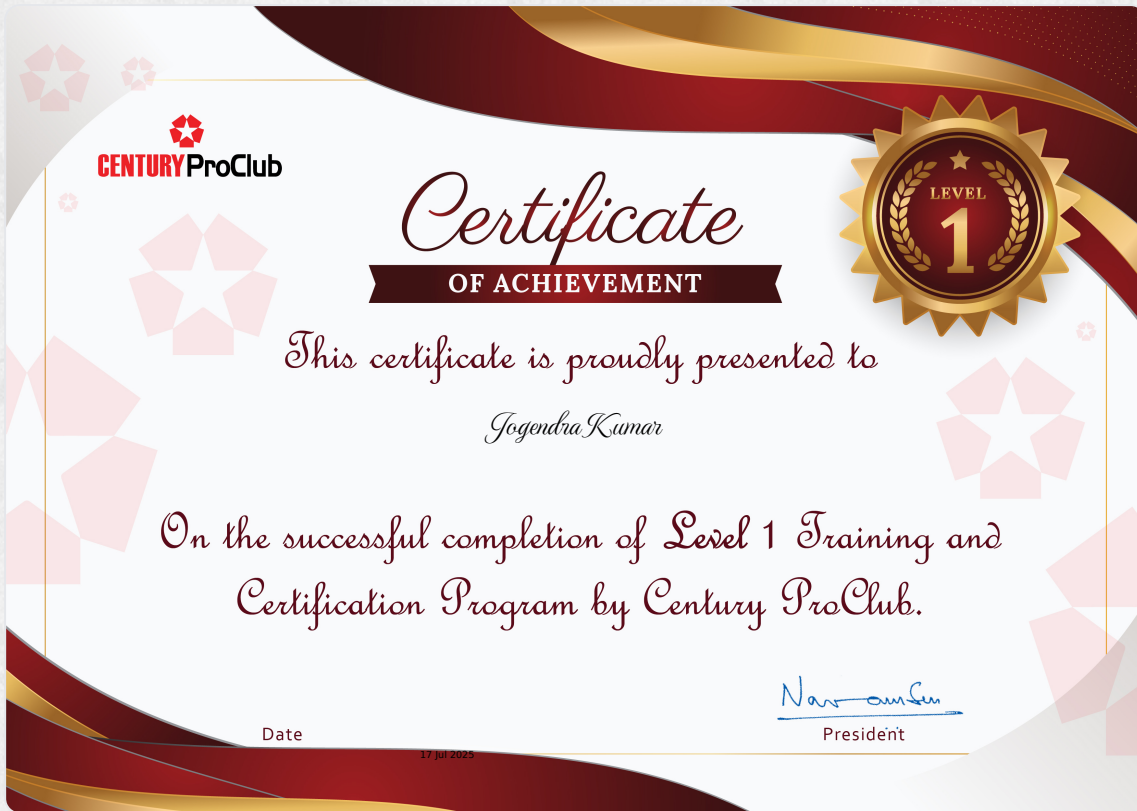 CENTURY ProClub
Certificate
OF ACHIEVEMENT
LEVEL
1
This certificate is proudly presented to
Jogendra Kumar
On the successful completion of Level 1 Training and
Certification Program by Century ProClub.
Date
President
17 Jul 2025